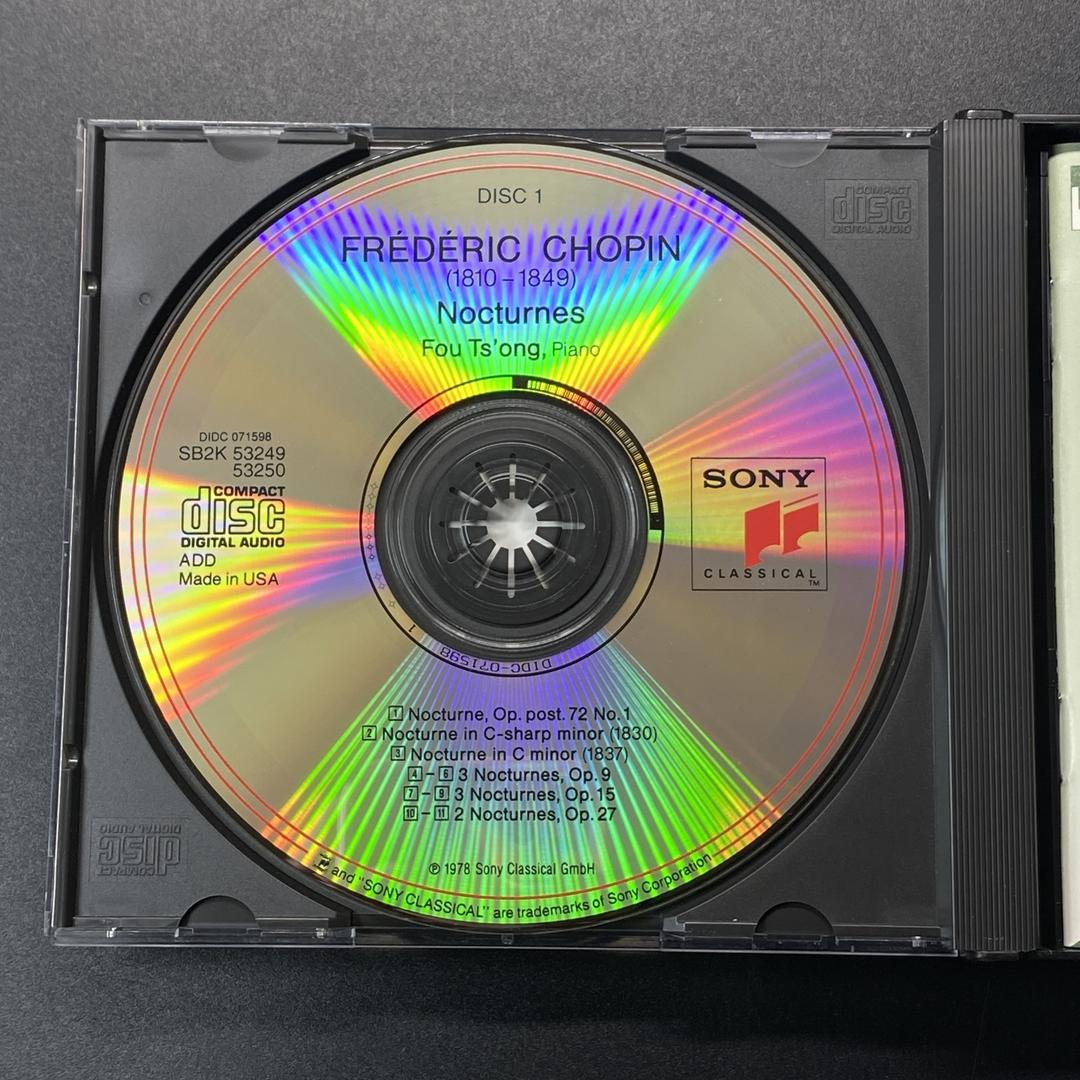 DISC 1
FRÉDÉRIC CHOPIN
(1810–1849)
Nocturnes
Fou Ts'ong, Piano
DIDC 071598
SB2K 53249
53250
COMPACT
disc
DIGITAL AUDIO
ADD
Made in USA
SONY
CLASSICAL™
1
DIDC-071598
1 Nocturne, Op. post. 72 No. 1
2 Nocturne in C-sharp minor (1830)
3 Nocturne in C minor (1837)
4–6 3 Nocturnes, Op. 9
7–9 3 Nocturnes, Op. 15
10–11 2 Nocturnes, Op. 27
℗ 1978 Sony Classical GmbH
and "SONY CLASSICAL" are trademarks of Sony Corporation
COMPACT
disc
DIGITAL AUDIO
COMPACT
disc
DIGITAL AUDIO